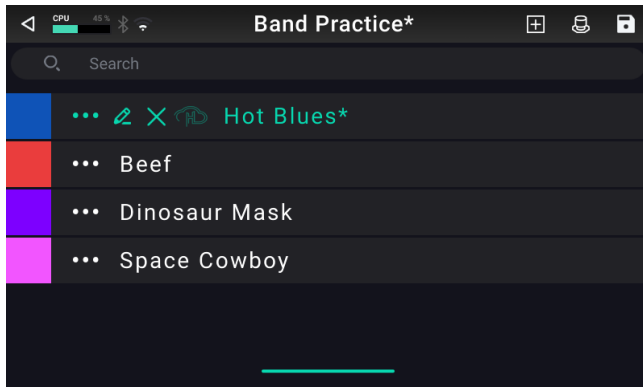 CPU 45% Band Practice*
Search
Hot Blues*
Beef
Dinosaur Mask
Space Cowboy